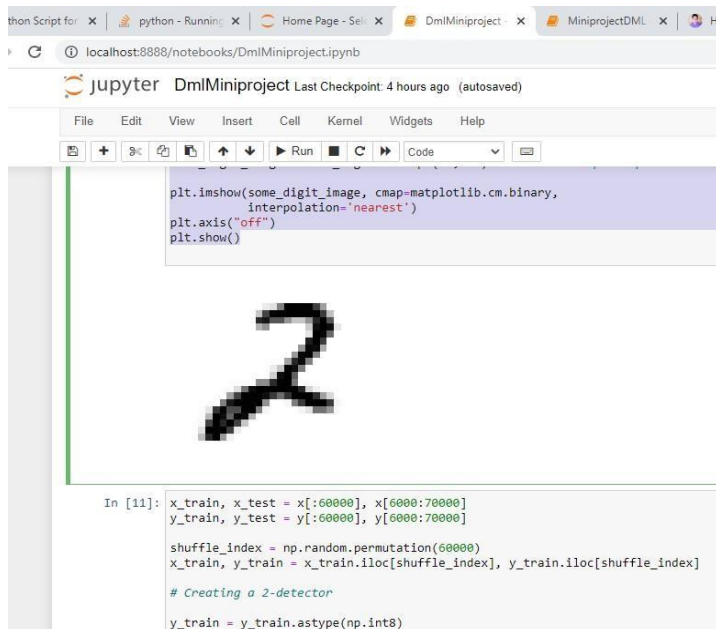 thon Script for
python - Running
Home Page - Sele
DmlMiniproject -
MiniprojectDML
H
localhost:8888/notebooks/DmlMiniproject.ipynb
jupyter DmlMiniproject Last Checkpoint: 4 hours ago (autosaved)
File Edit View Insert Cell Kernel Widgets Help
Run Code
plt.imshow(some_digit_image, cmap=matplotlib.cm.binary,
interpolation='nearest')
plt.axis("off")
plt.show()
2
In [11]: x_train, x_test = x[:60000], x[6000:70000]
y_train, y_test = y[:60000], y[6000:70000]
shuffle_index = np.random.permutation(60000)
x_train, y_train = x_train.iloc[shuffle_index], y_train.iloc[shuffle_index]
# Creating a 2-detector
y_train = y_train.astype(np.int8)